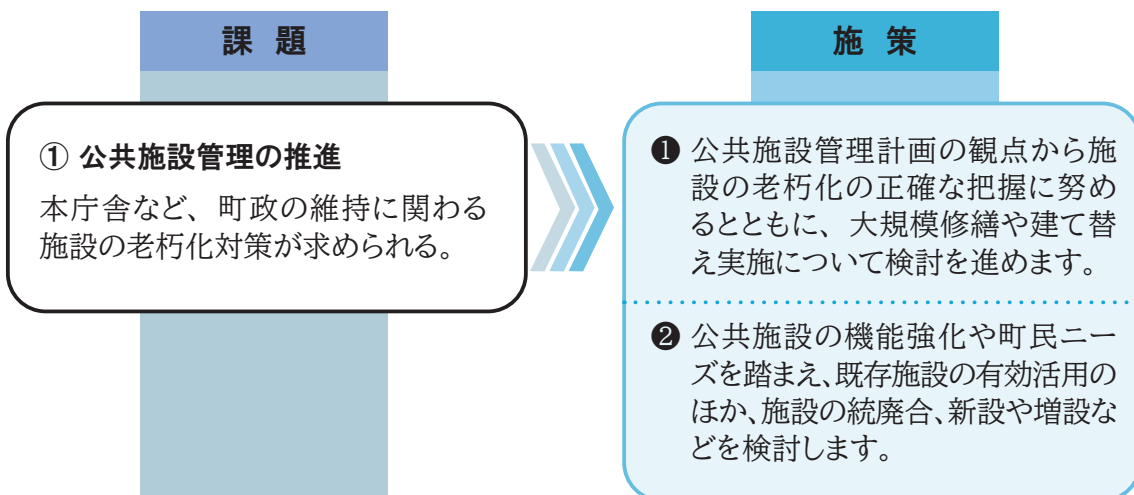 課題
① 公共施設管理の推進
本庁舎など、町政の維持に関わる
施設の老朽化対策が求められる。
施策
❶ 公共施設管理計画の観点から施
設の老朽化の正確な把握に努め
るとともに、大規模修繕や建て替
え実施について検討を進めます。
❷ 公共施設の機能強化や町民ニー
ズを踏まえ、既存施設の有効活用の
ほか、施設の統廃合、新設や増設な
どを検討します。